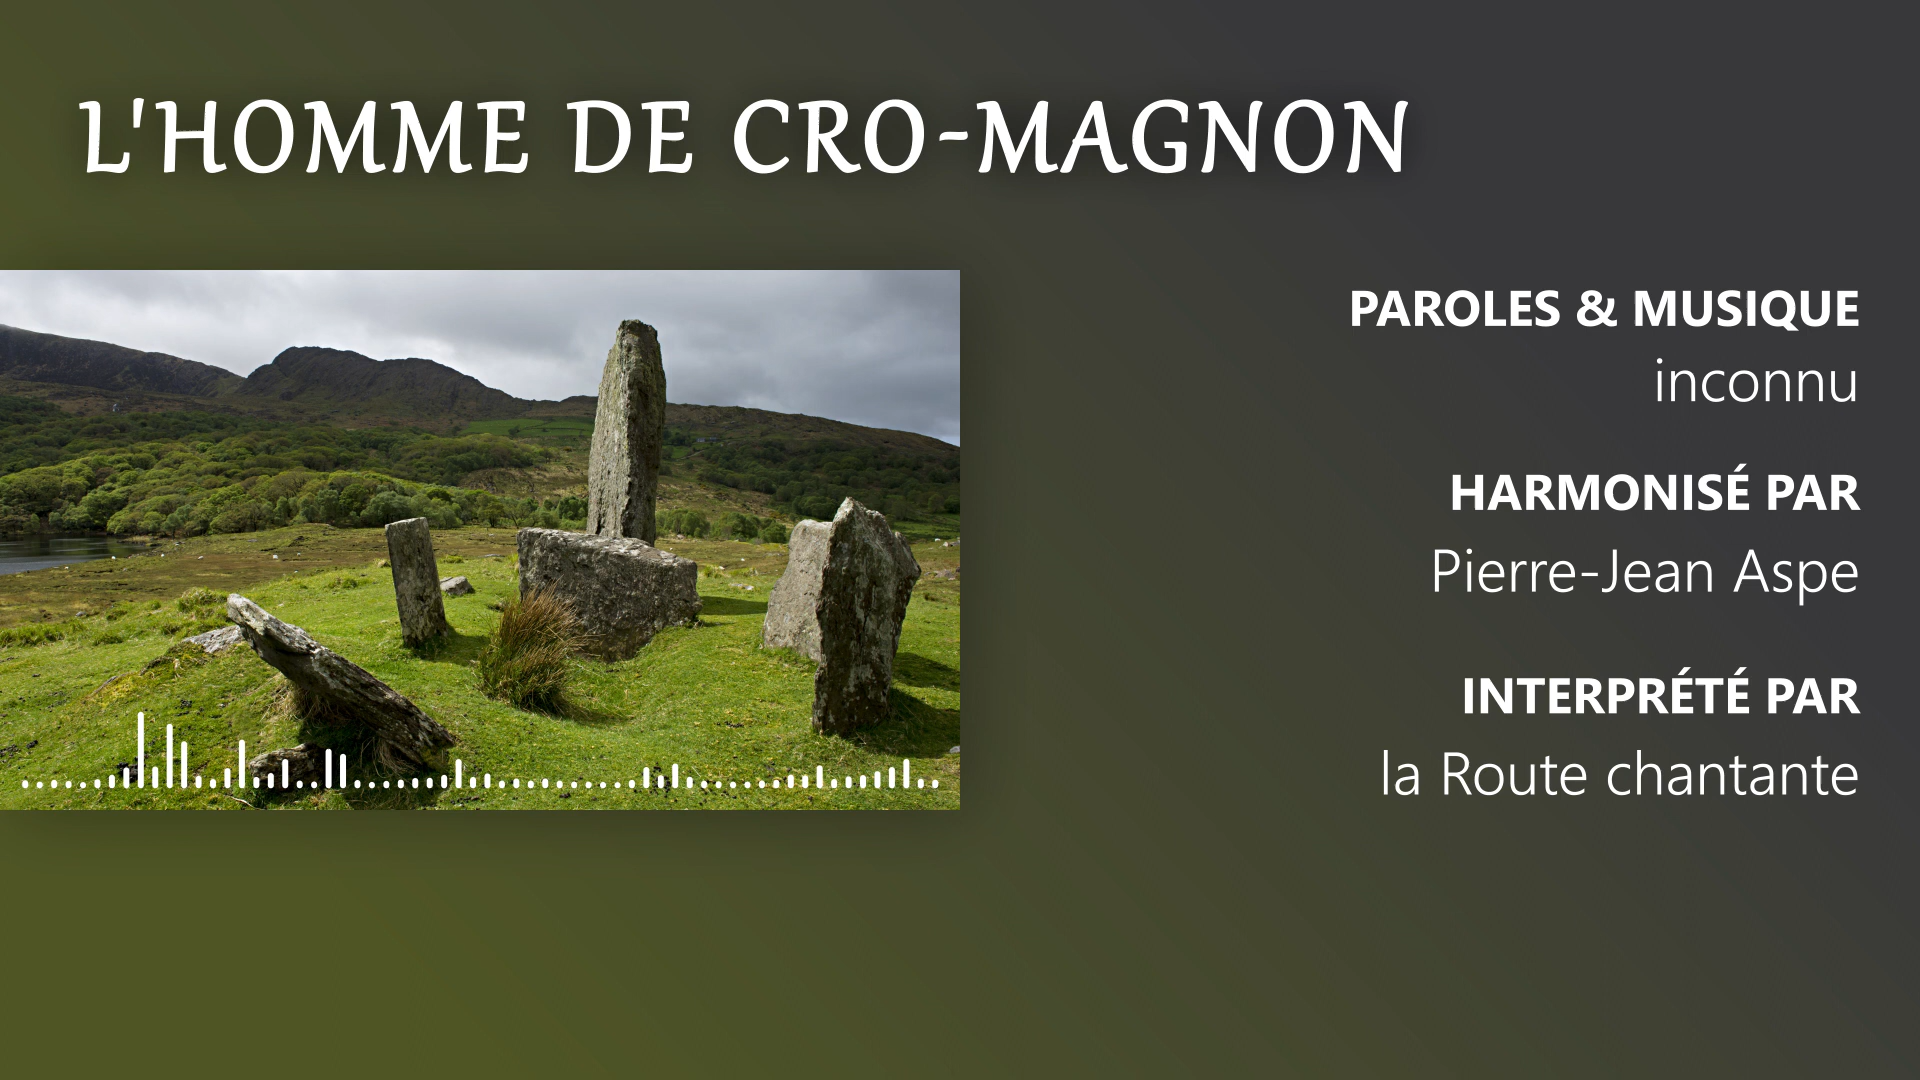 L'HOMME DE CRO-MAGNON
PAROLES & MUSIQUE
inconnu
HARMONISÉ PAR
Pierre-Jean Aspe
INTERPRÉTÉ PAR
la Route chantante